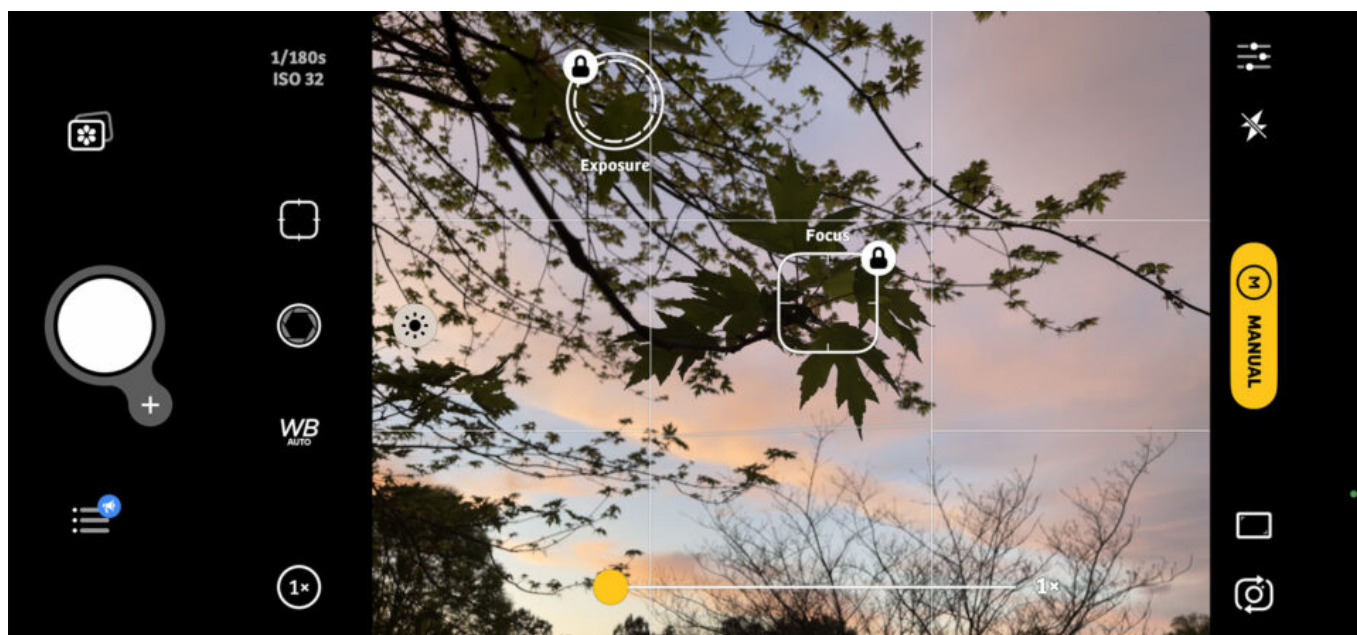 1/180s
ISO 32
Exposure
Focus
WB
AUTO
1×
1×
M MANUAL